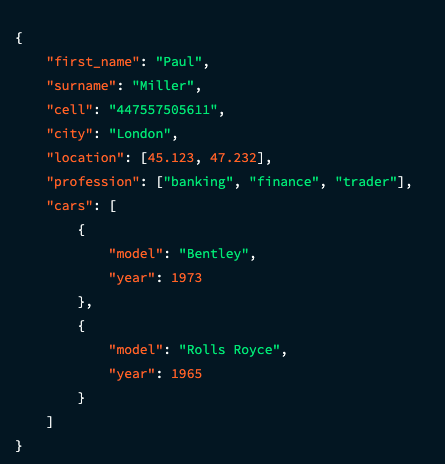 {
    "first_name": "Paul",
    "surname": "Miller",
    "cell": "447557505611",
    "city": "London",
    "location": [45.123, 47.232],
    "profession": ["banking", "finance", "trader"],
    "cars": [
        {
            "model": "Bentley",
            "year": 1973
        },
        {
            "model": "Rolls Royce",
            "year": 1965
        }
    ]
}